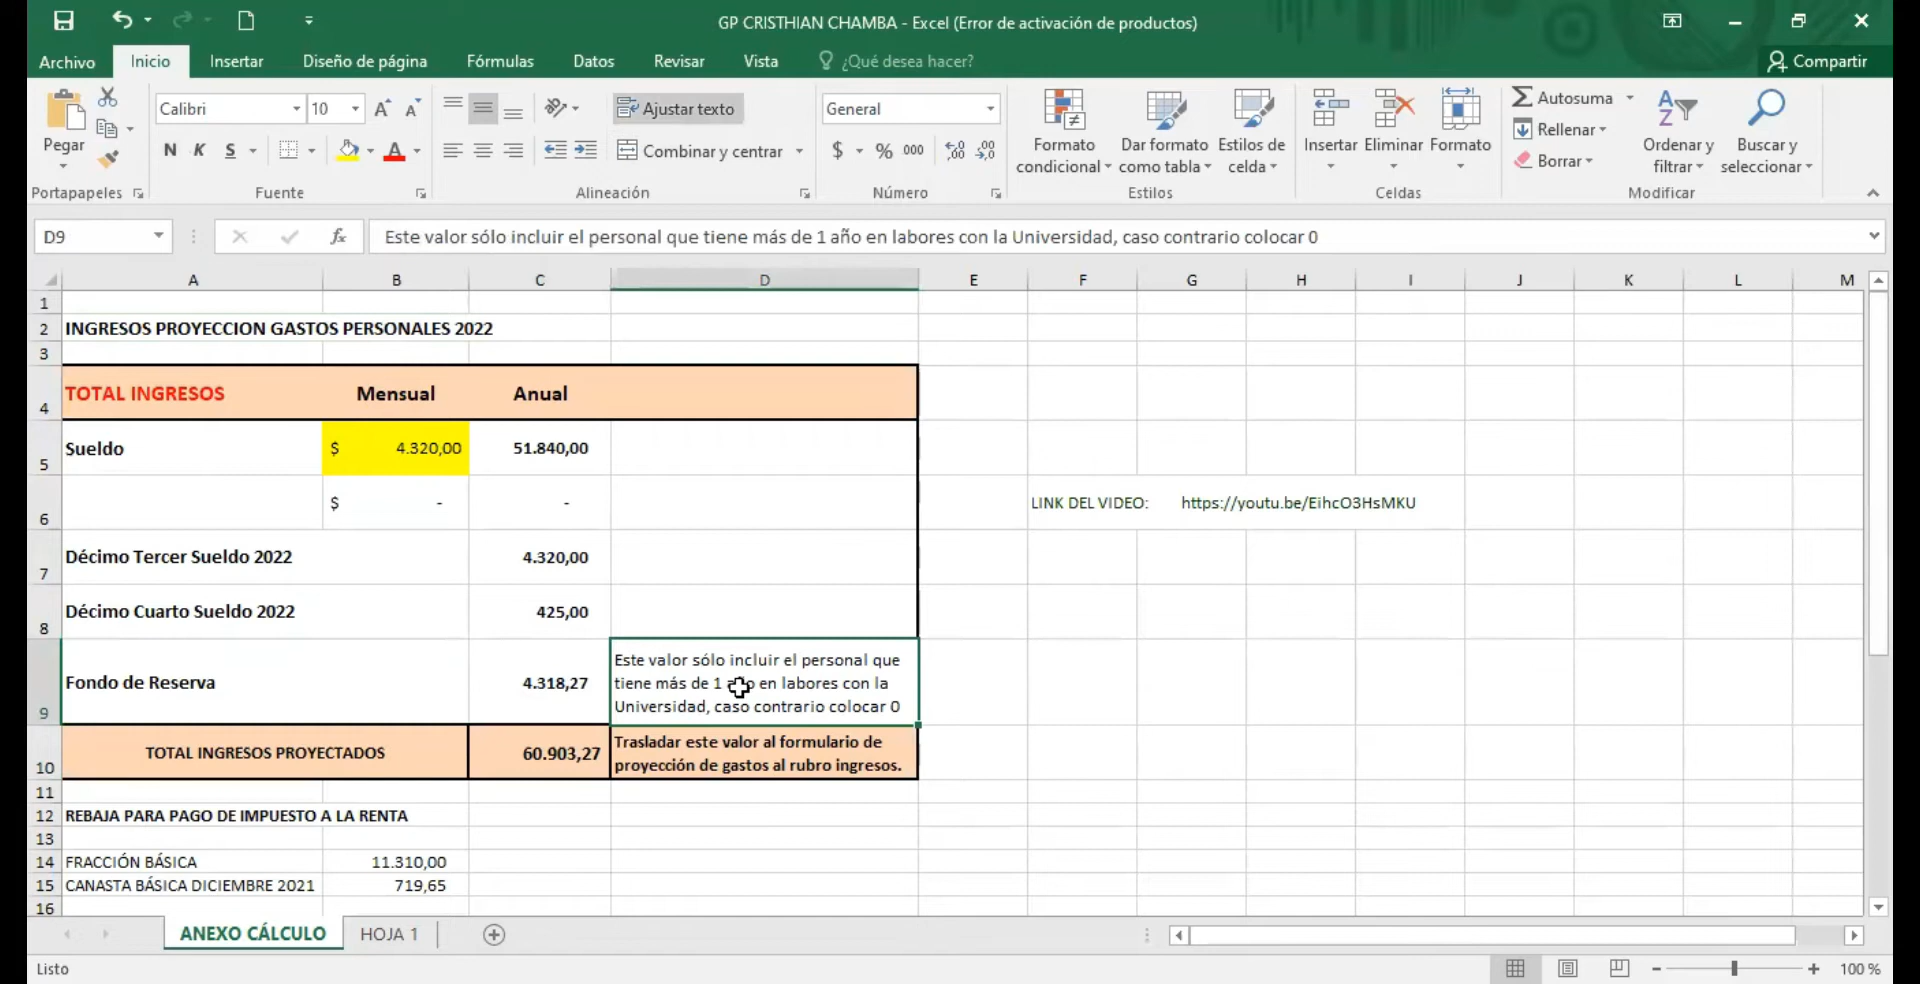 GP CRISTHIAN CHAMBA - Excel (Error de activación de productos)
Archivo Inicio Insertar Diseño de página Fórmulas Datos Revisar Vista ¿Qué desea hacer? Compartir
Pegar
Calibri 10 A A
N K S A
Ajustar texto
Combinar y centrar
General
$ % 000
Formato condicional
Dar formato como tabla
Estilos de celda
Insertar Eliminar Formato
Autosuma
Rellenar
Borrar
Ordenar y filtrar
Buscar y seleccionar
Portapapeles Fuente Alineación Número Estilos Celdas Modificar
D9 fx Este valor sólo incluir el personal que tiene más de 1 año en labores con la Universidad, caso contrario colocar 0
A B C D E F G H I J K L M
1
2 INGRESOS PROYECCION GASTOS PERSONALES 2022
3
4 TOTAL INGRESOS Mensual Anual
5 Sueldo $ 4.320,00 51.840,00
6 $ - - LINK DEL VIDEO: https://youtu.be/EihcO3HsMKU
7 Décimo Tercer Sueldo 2022 4.320,00
8 Décimo Cuarto Sueldo 2022 425,00
9 Fondo de Reserva 4.318,27
Este valor sólo incluir el personal que
tiene más de 1 año en labores con la
Universidad, caso contrario colocar 0
10 TOTAL INGRESOS PROYECTADOS 60.903,27
Trasladar este valor al formulario de
proyección de gastos al rubro ingresos.
11
12 REBAJA PARA PAGO DE IMPUESTO A LA RENTA
13
14 FRACCIÓN BÁSICA 11.310,00
15 CANASTA BÁSICA DICIEMBRE 2021 719,65
16
ANEXO CÁLCULO HOJA 1
Listo 100 %